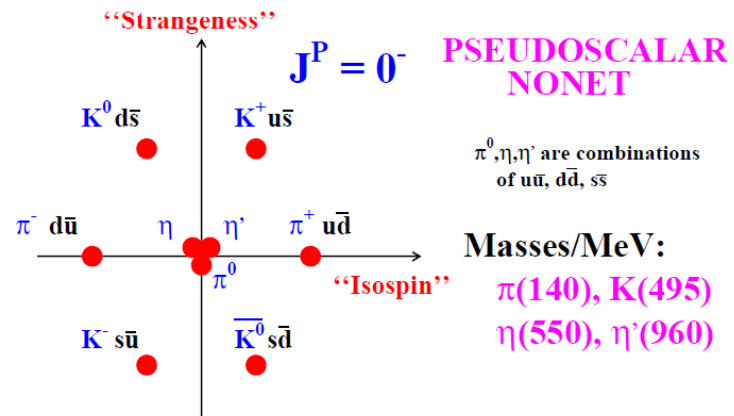 ‘‘Strangeness’’
J^P = 0^-
PSEUDOSCALAR
NONET
K^0 ds̄
K^+ us̄
π^0,η,η’ are combinations
of uū, dd̄, ss̄
π^- dū
η
η’
π^+ ud̄
π^0
‘‘Isospin’’
Masses/MeV:
π(140), K(495)
η(550), η’(960)
K^- sū
K̄^0 sd̄